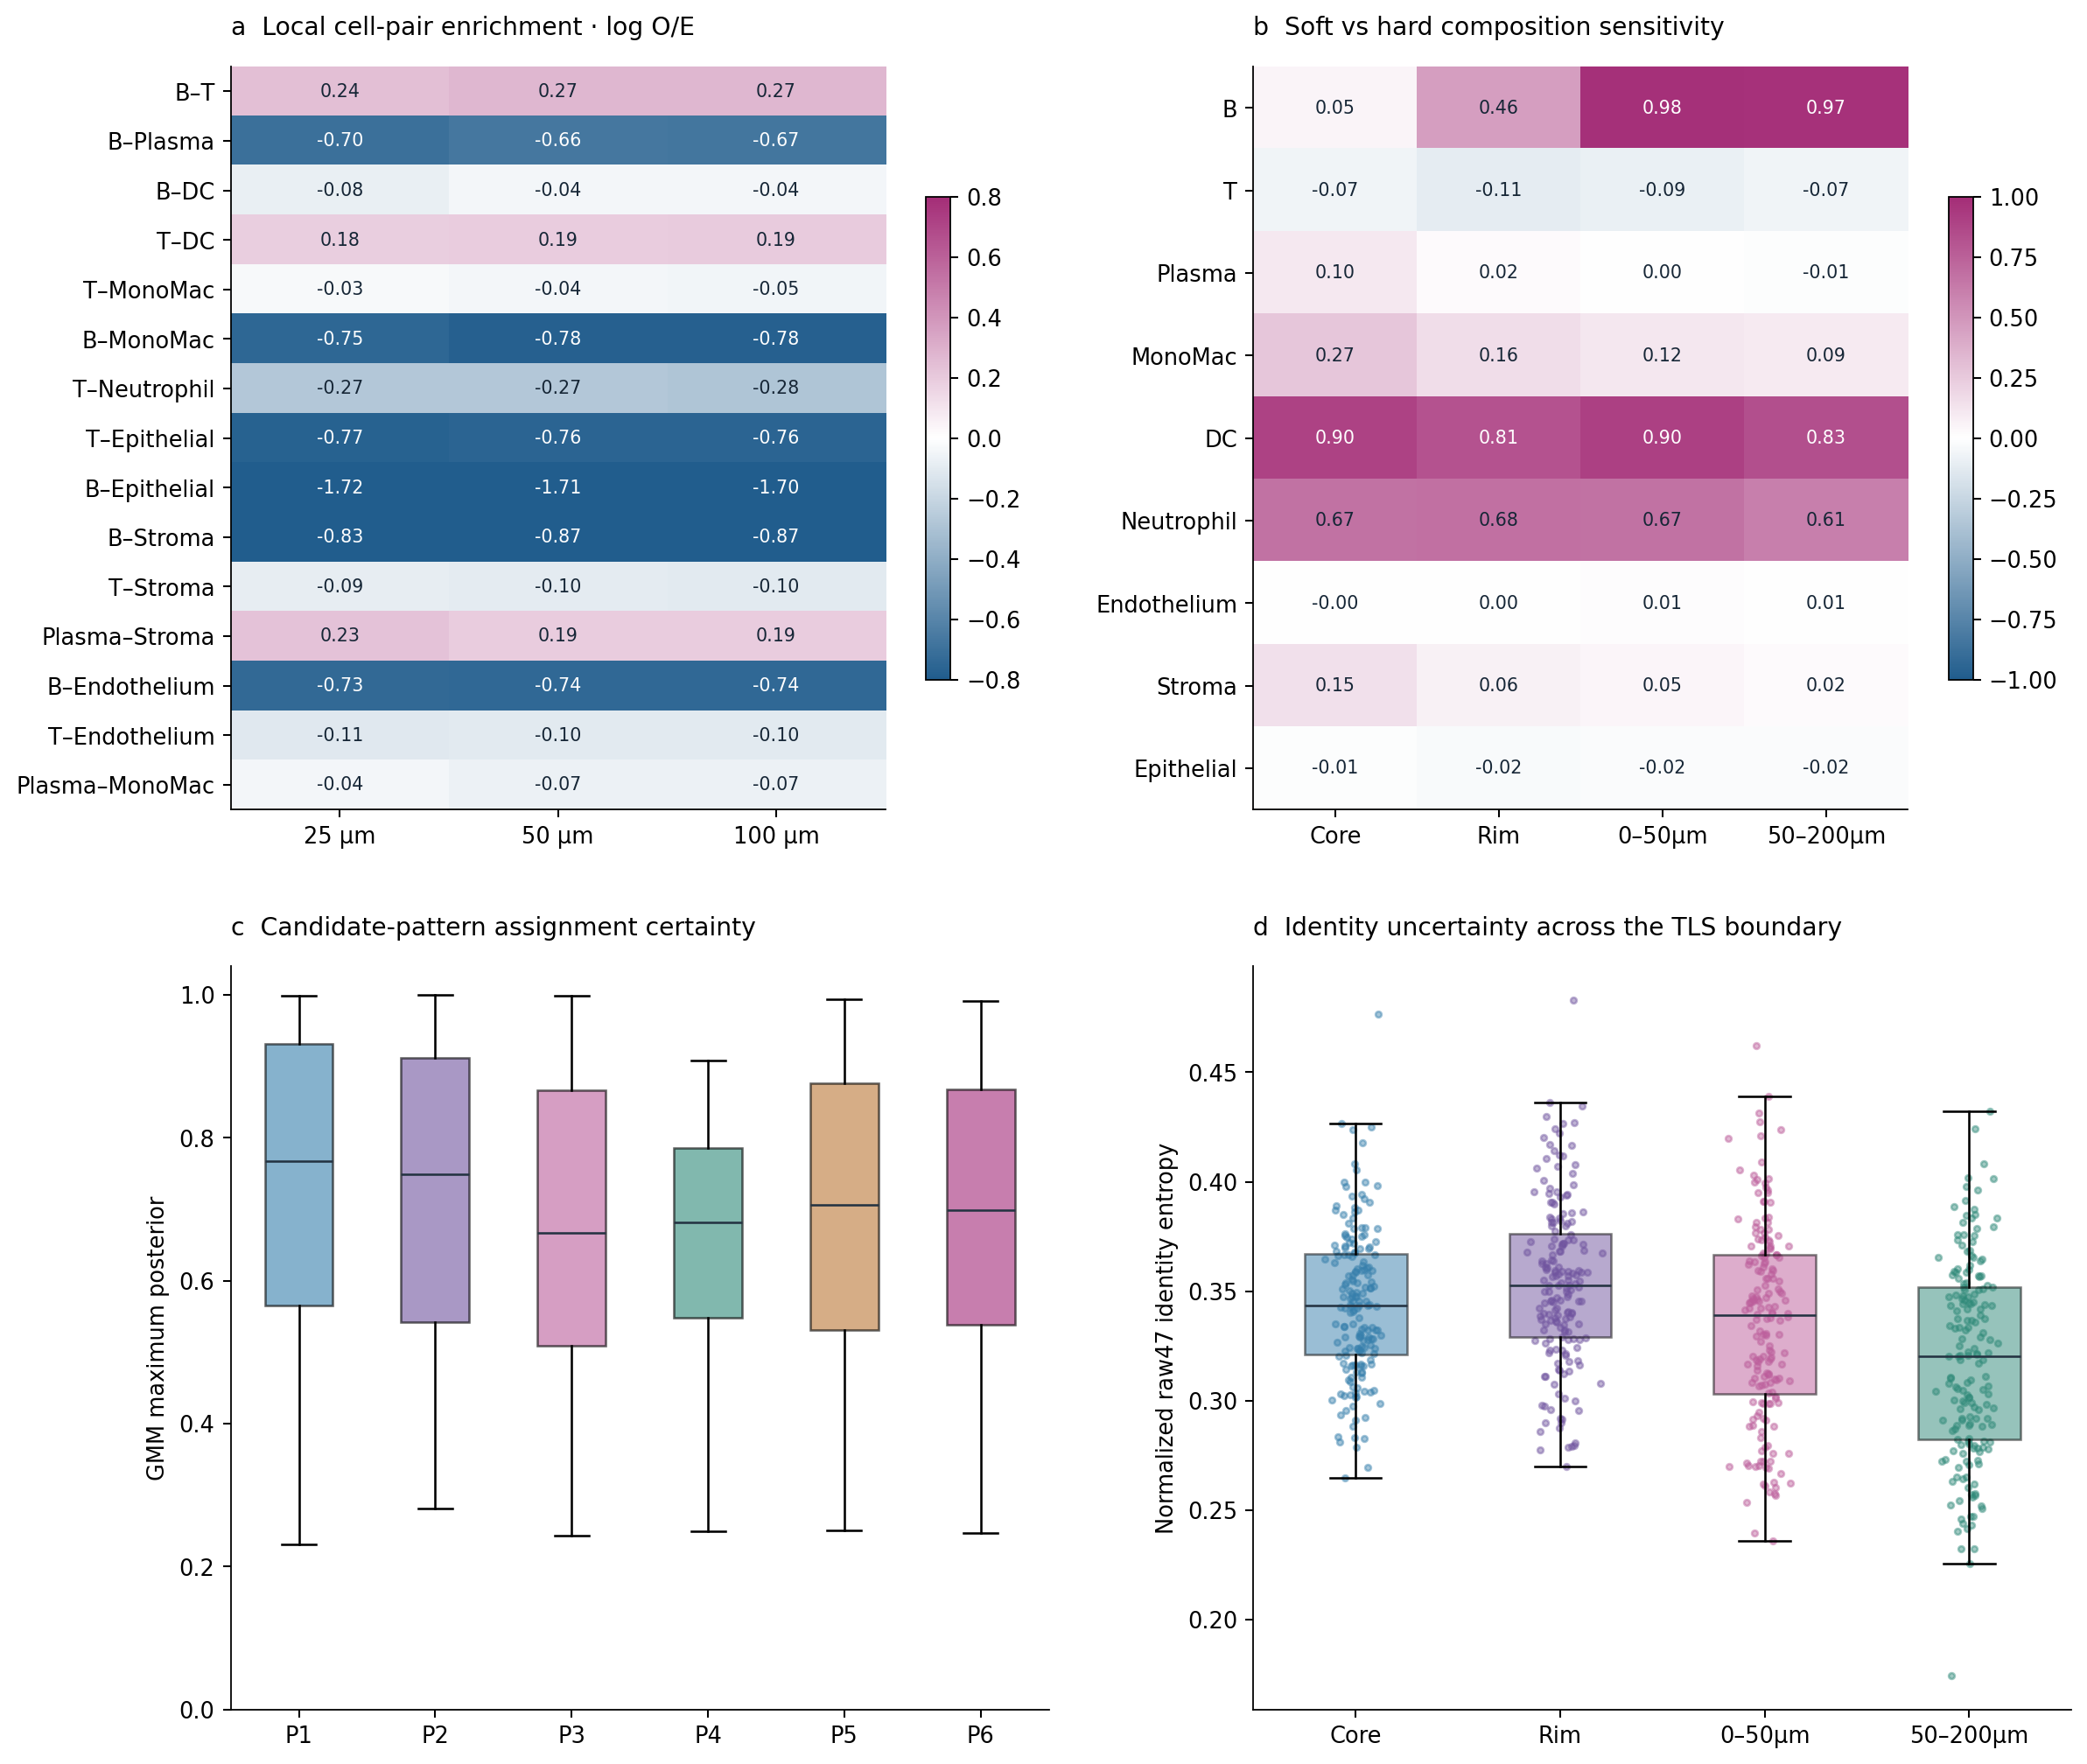 a  Local cell-pair enrichment · log O/E
B–T 0.24 0.27 0.27
B–Plasma -0.70 -0.66 -0.67
B–DC -0.08 -0.04 -0.04
T–DC 0.18 0.19 0.19
T–MonoMac -0.03 -0.04 -0.05
B–MonoMac -0.75 -0.78 -0.78
T–Neutrophil -0.27 -0.27 -0.28
T–Epithelial -0.77 -0.76 -0.76
B–Epithelial -1.72 -1.71 -1.70
B–Stroma -0.83 -0.87 -0.87
T–Stroma -0.09 -0.10 -0.10
Plasma–Stroma 0.23 0.19 0.19
B–Endothelium -0.73 -0.74 -0.74
T–Endothelium -0.11 -0.10 -0.10
Plasma–MonoMac -0.04 -0.07 -0.07
25 µm 50 µm 100 µm
0.8
0.6
0.4
0.2
0.0
−0.2
−0.4
−0.6
−0.8
b  Soft vs hard composition sensitivity
B 0.05 0.46 0.98 0.97
T -0.07 -0.11 -0.09 -0.07
Plasma 0.10 0.02 0.00 -0.01
MonoMac 0.27 0.16 0.12 0.09
DC 0.90 0.81 0.90 0.83
Neutrophil 0.67 0.68 0.67 0.61
Endothelium -0.00 0.00 0.01 0.01
Stroma 0.15 0.06 0.05 0.02
Epithelial -0.01 -0.02 -0.02 -0.02
Core Rim 0–50µm 50–200µm
1.00
0.75
0.50
0.25
0.00
−0.25
−0.50
−0.75
−1.00
c  Candidate-pattern assignment certainty
GMM maximum posterior
1.0
0.8
0.6
0.4
0.2
0.0
P1 P2 P3 P4 P5 P6
d  Identity uncertainty across the TLS boundary
Normalized raw47 identity entropy
0.45
0.40
0.35
0.30
0.25
0.20
Core Rim 0–50µm 50–200µm